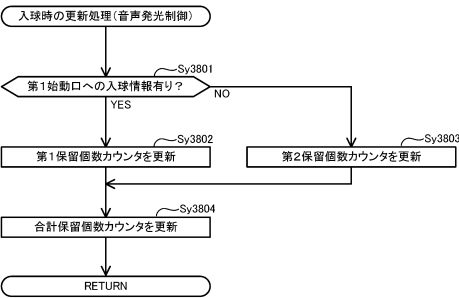 入球時の更新処理(音声発光制御)
Sy3801
第1始動口への入球情報有り?
NO
YES
Sy3802
第1保留個数カウンタを更新
Sy3803
第2保留個数カウンタを更新
Sy3804
合計保留個数カウンタを更新
RETURN